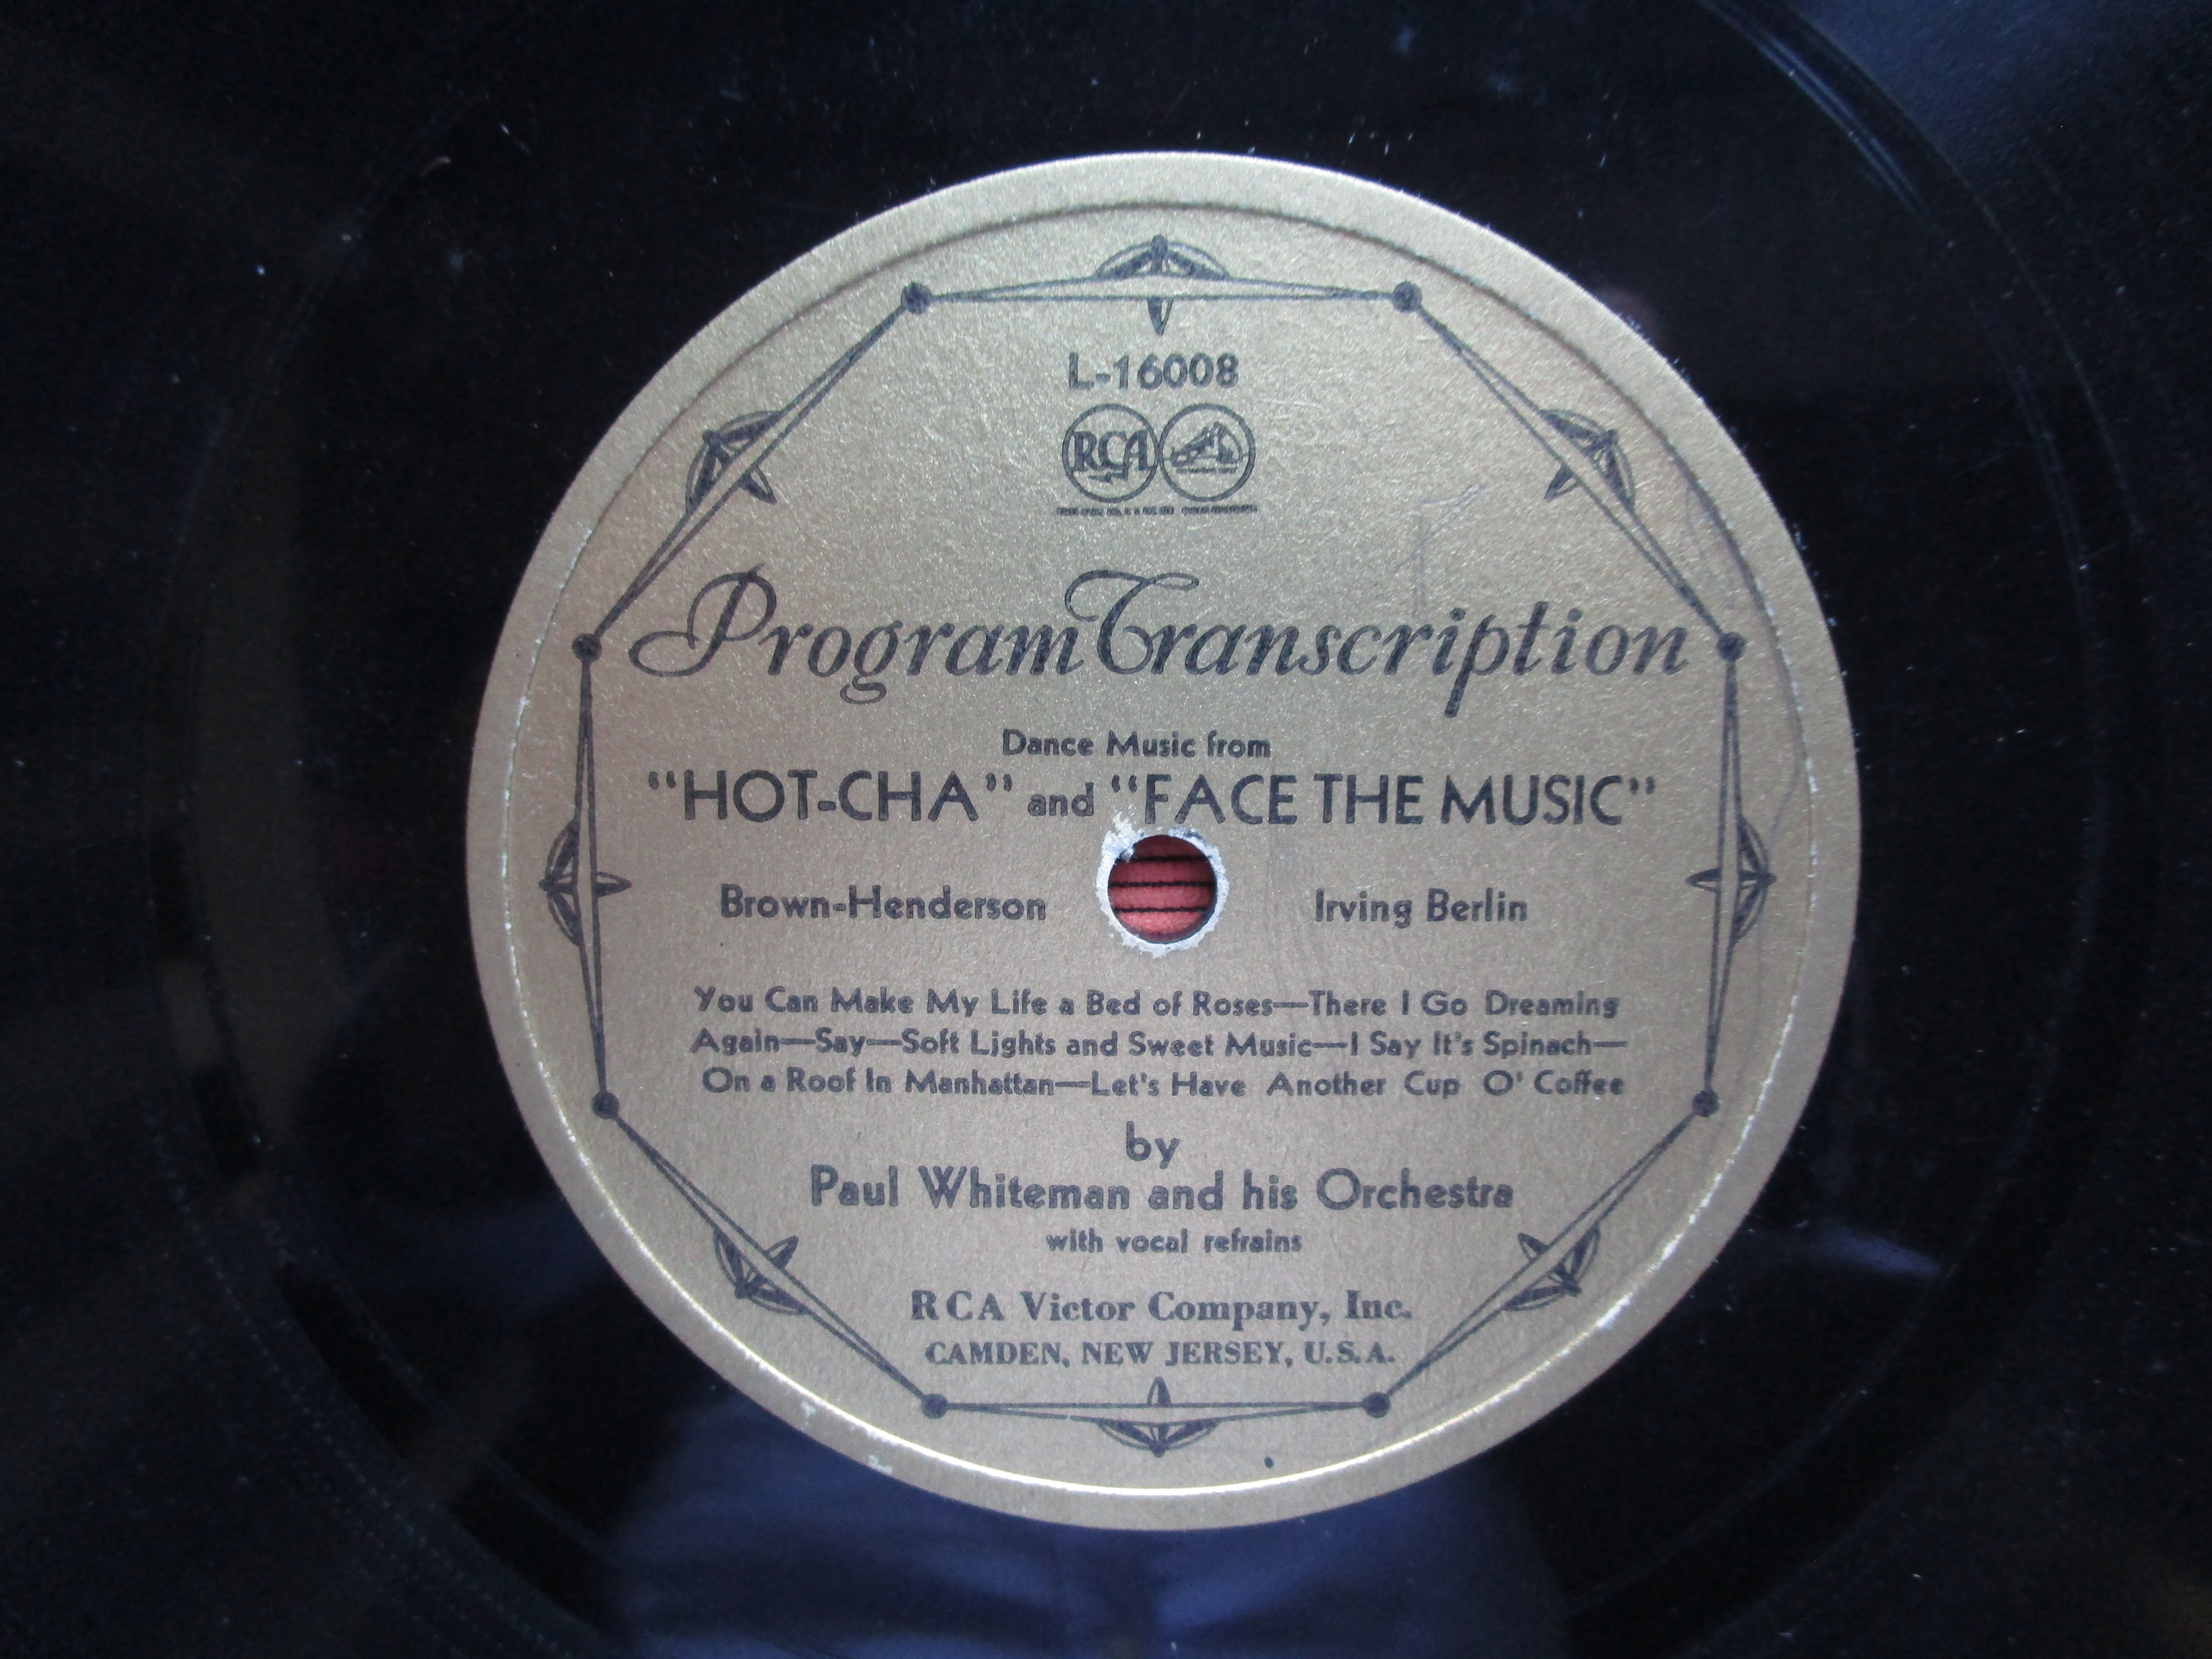 L-16008
RCA
Program Transcription
Dance Music from
“HOT-CHA” and “FACE THE MUSIC”
Brown-Henderson Irving Berlin
You Can Make My Life a Bed of Roses—There I Go Dreaming
Again—Say—Soft Lights and Sweet Music—I Say It's Spinach—
On a Roof In Manhattan—Let's Have Another Cup O' Coffee
by
Paul Whiteman and his Orchestra
with vocal refrains
RCA Victor Company, Inc.
CAMDEN, NEW JERSEY, U.S.A.